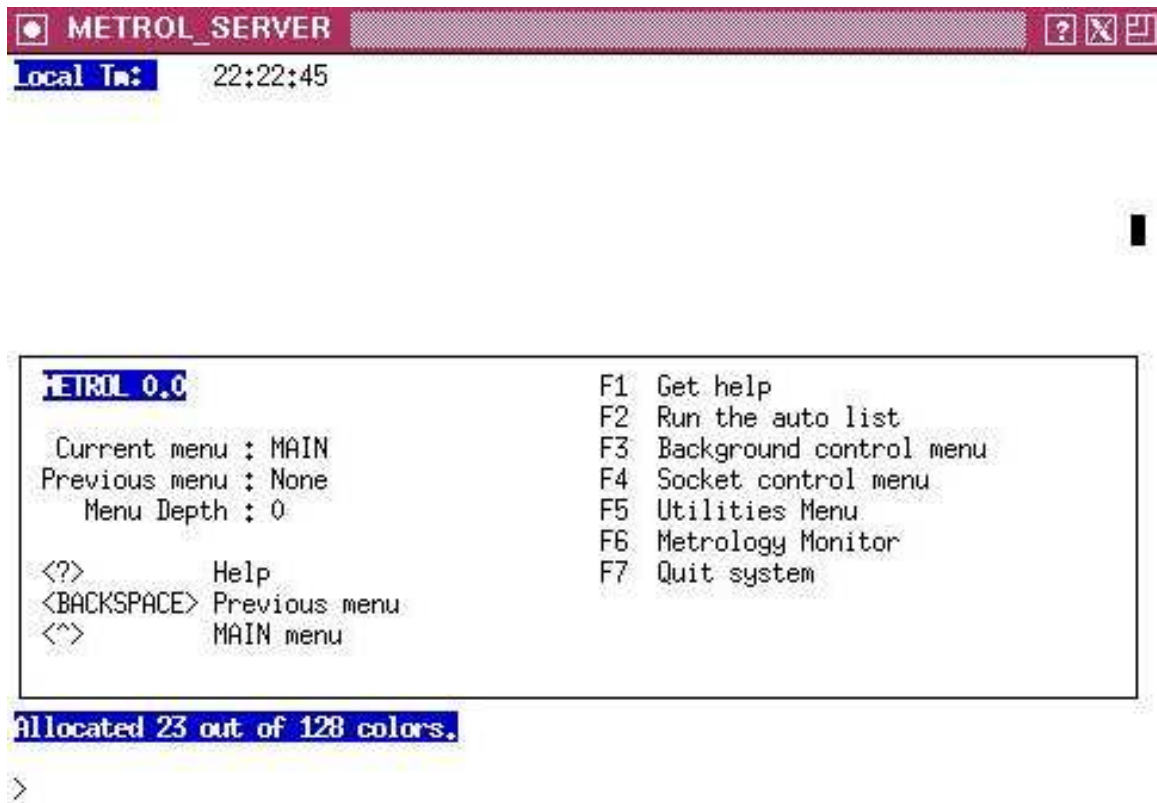 METROL_SERVER
Local Tm: 22:22:45
METROL 0.0
Current menu : MAIN
Previous menu : None
Menu Depth : 0
<?> Help
<BACKSPACE> Previous menu
<^> MAIN menu
F1 Get help
F2 Run the auto list
F3 Background control menu
F4 Socket control menu
F5 Utilities Menu
F6 Metrology Monitor
F7 Quit system
Allocated 23 out of 128 colors.
>